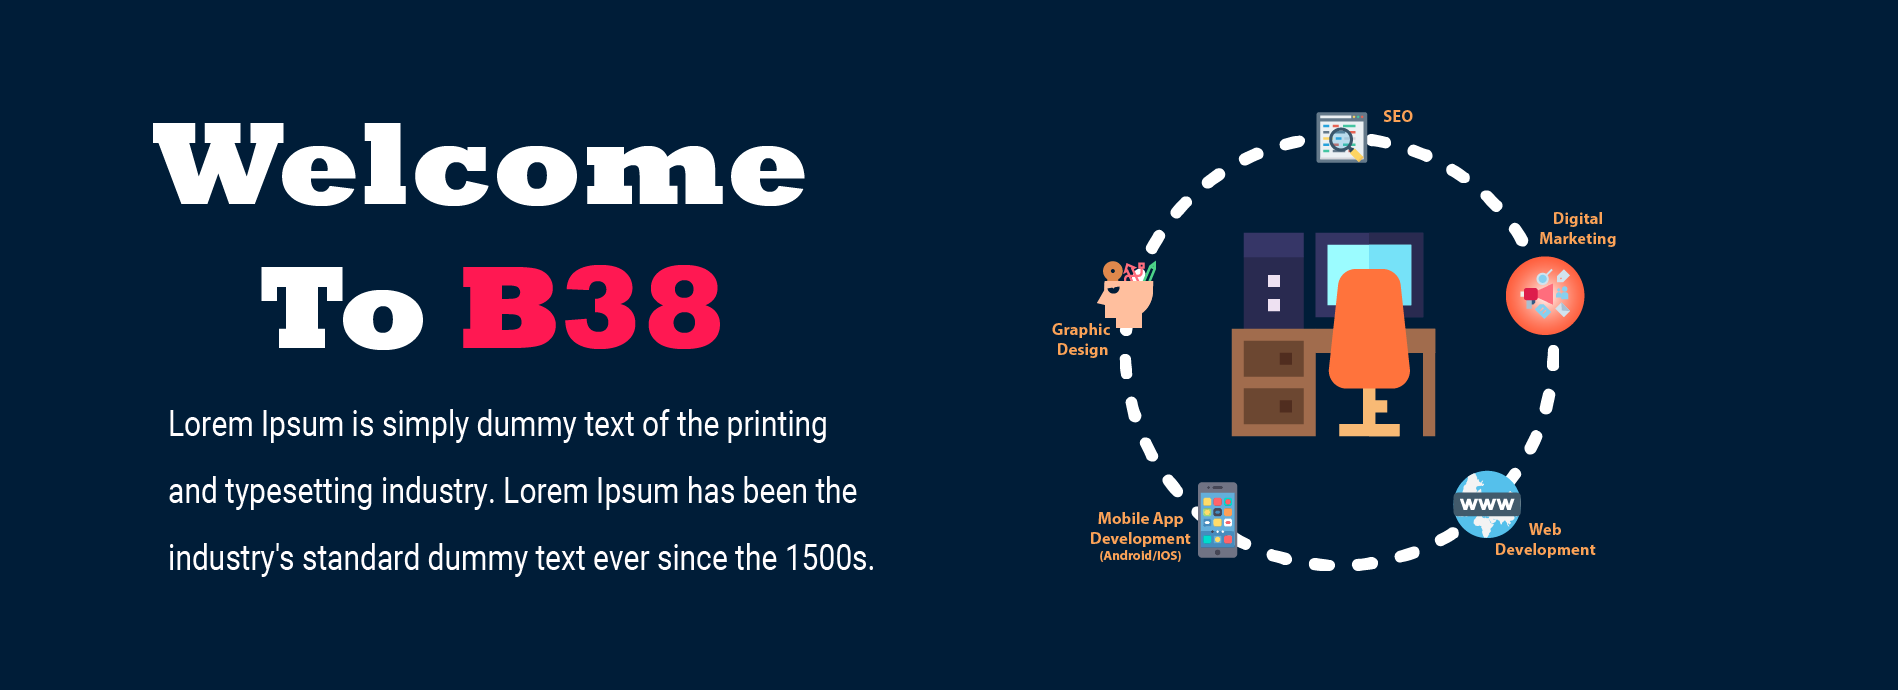 Welcome
To B38
Lorem Ipsum is simply dummy text of the printing
and typesetting industry. Lorem Ipsum has been the
industry's standard dummy text ever since the 1500s.
SEO
Digital
Marketing
Graphic
Design
Mobile App
Development
(Android/IOS)
www
Web
Development